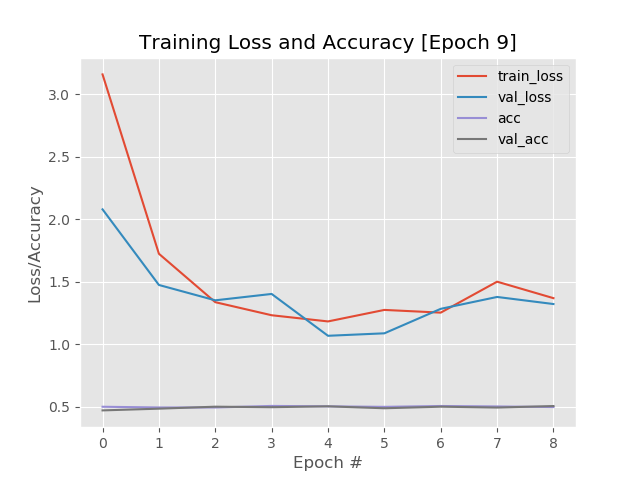 Training Loss and Accuracy [Epoch 9]
train_loss
val_loss
acc
val_acc
Loss/Accuracy
3.0
2.5
2.0
1.5
1.0
0.5
0 1 2 3 4 5 6 7 8
Epoch #